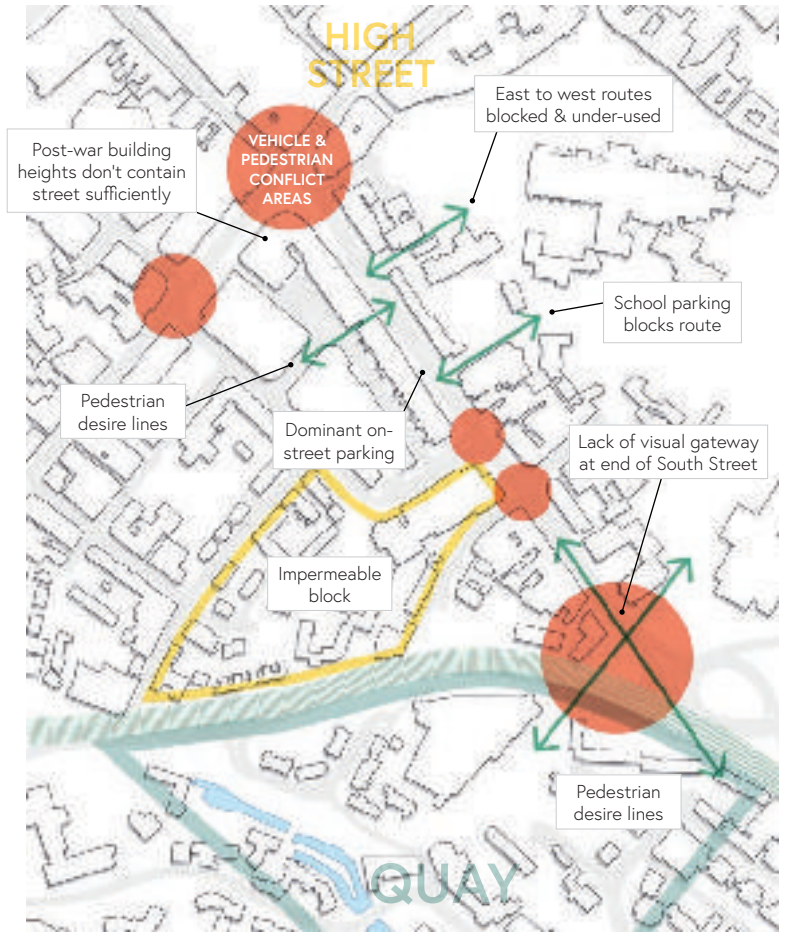 HIGH
STREET
East to west routes
blocked & under-used
VEHICLE &
PEDESTRIAN
CONFLICT
AREAS
Post-war building
heights don't contain
street sufficiently
School parking
blocks route
Pedestrian
desire lines
Dominant on-
street parking
Lack of visual gateway
at end of South Street
Impermeable
block
Pedestrian
desire lines
QUAY